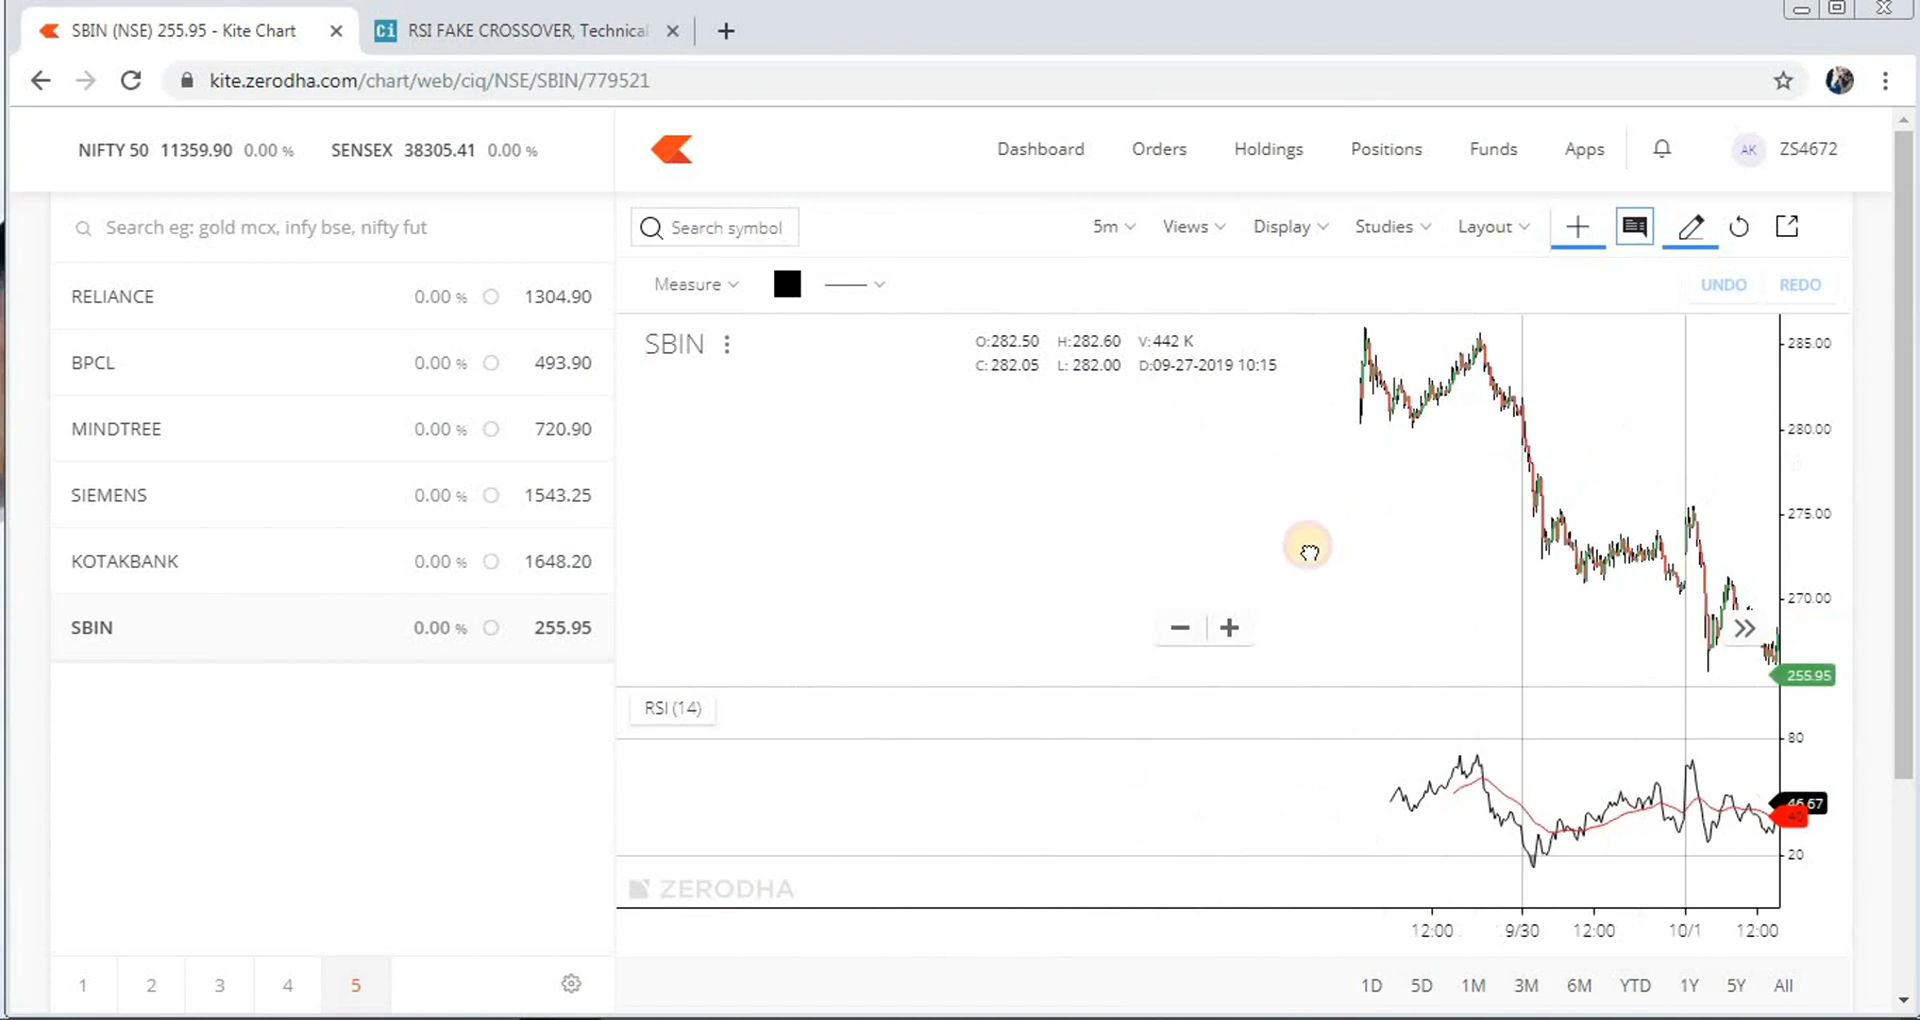 SBIN (NSE) 255.95 - Kite Chart
Ci RSI FAKE CROSSOVER, Technical
kite.zerodha.com/chart/web/ciq/NSE/SBIN/779521
NIFTY 50 11359.90 0.00 % SENSEX 38305.41 0.00 %
Dashboard Orders Holdings Positions Funds Apps AK ZS4672
Search eg: gold mcx, infy bse, nifty fut
Search symbol 5m Views Display Studies Layout
Measure UNDO REDO
RELIANCE 0.00 % 1304.90
BPCL 0.00 % 493.90
MINDTREE 0.00 % 720.90
SIEMENS 0.00 % 1543.25
KOTAKBANK 0.00 % 1648.20
SBIN 0.00 % 255.95
SBIN
O:282.50 H:282.60 V:442 K
C:282.05 L: 282.00 D:09-27-2019 10:15
285.00
280.00
275.00
270.00
255.95
RSI (14)
80
46.67
40
20
ZERODHA
12:00 9/30 12:00 10/1 12:00
1 2 3 4 5
1D 5D 1M 3M 6M YTD 1Y 5Y All